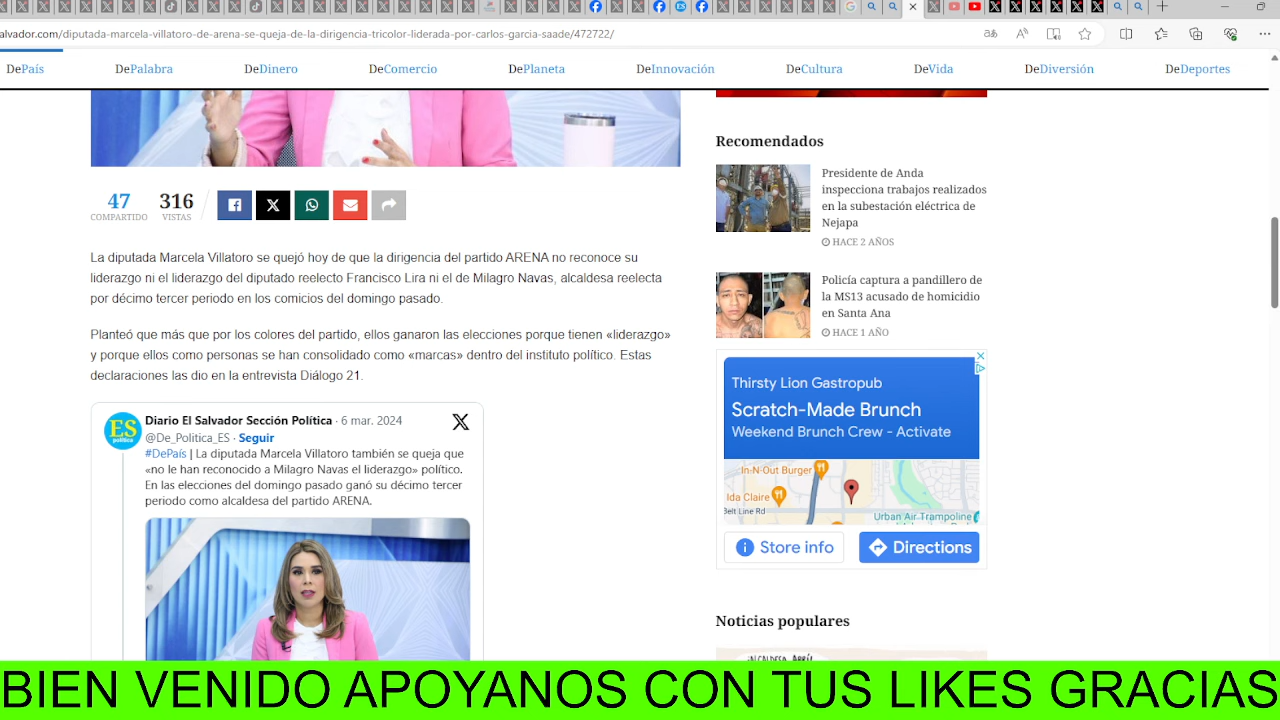 alvador.com/diputada-marcela-villatoro-de-arena-se-queja-de-la-dirigencia-tricolor-liderada-por-carlos-garcia-saade/472722/
DePaís DePalabra DeDinero DeComercio DePlaneta DeInnovación DeCultura DeVida DeDiversión DeDeportes
47
COMPARTIDO
316
VISTAS
La diputada Marcela Villatoro se quejó hoy de que la dirigencia del partido ARENA no reconoce su
liderazgo ni el liderazgo del diputado reelecto Francisco Lira ni el de Milagro Navas, alcaldesa reelecta
por décimo tercer periodo en los comicios del domingo pasado.
Planteó que más que por los colores del partido, ellos ganaron las elecciones porque tienen «liderazgo»
y porque ellos como personas se han consolidado como «marcas» dentro del instituto político. Estas
declaraciones las dio en la entrevista Diálogo 21.
ES
política
Diario El Salvador Sección Política · 6 mar. 2024
@De_Politica_ES · Seguir
#DePaís | La diputada Marcela Villatoro también se queja que
«no le han reconocido a Milagro Navas el liderazgo» político.
En las elecciones del domingo pasado ganó su décimo tercer
periodo como alcaldesa del partido ARENA.
Recomendados
Presidente de Anda
inspecciona trabajos realizados
en la subestación eléctrica de
Nejapa
HACE 2 AÑOS
Policía captura a pandillero de
la MS13 acusado de homicidio
en Santa Ana
HACE 1 AÑO
Thirsty Lion Gastropub
Scratch-Made Brunch
Weekend Brunch Crew - Activate
In-N-Out Burger
Ida Claire
Belt Line Rd
Urban Air Trampoline
Store info
Directions
Noticias populares
BIEN VENIDO APOYANOS CON TUS LIKES GRACIAS